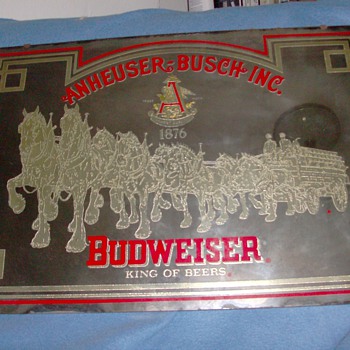 ANHEUSER-BUSCH INC.
A
1876
BUDWEISER
KING OF BEERS